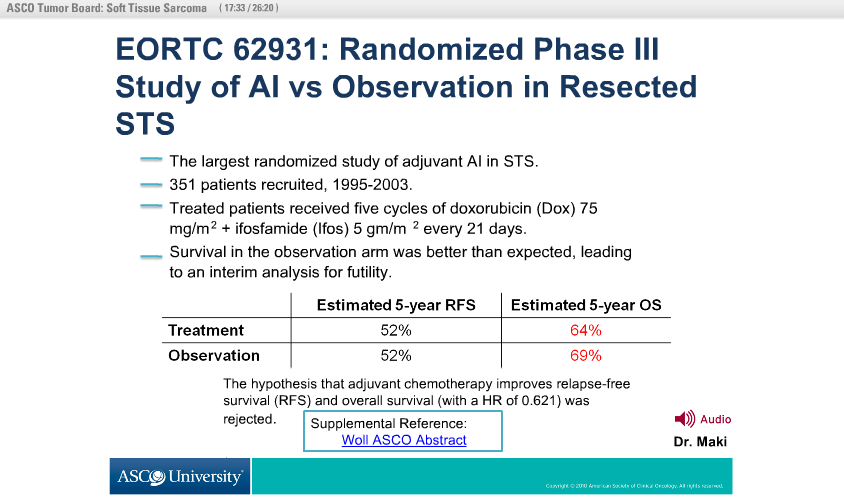 ASCO Tumor Board: Soft Tissue Sarcoma (17:33 / 26:20)
EORTC 62931: Randomized Phase III
Study of AI vs Observation in Resected
STS
The largest randomized study of adjuvant AI in STS.
351 patients recruited, 1995-2003.
Treated patients received five cycles of doxorubicin (Dox) 75
mg/m² + ifosfamide (Ifos) 5 gm/m ² every 21 days.
Survival in the observation arm was better than expected, leading
to an interim analysis for futility.
Estimated 5-year RFS Estimated 5-year OS
Treatment 52% 64%
Observation 52% 69%
The hypothesis that adjuvant chemotherapy improves relapse-free
survival (RFS) and overall survival (with a HR of 0.621) was
rejected.
Supplemental Reference:
Woll ASCO Abstract
Audio
Dr. Maki
ASCO University
Copyright © 2010 American Society of Clinical Oncology. All rights reserved.